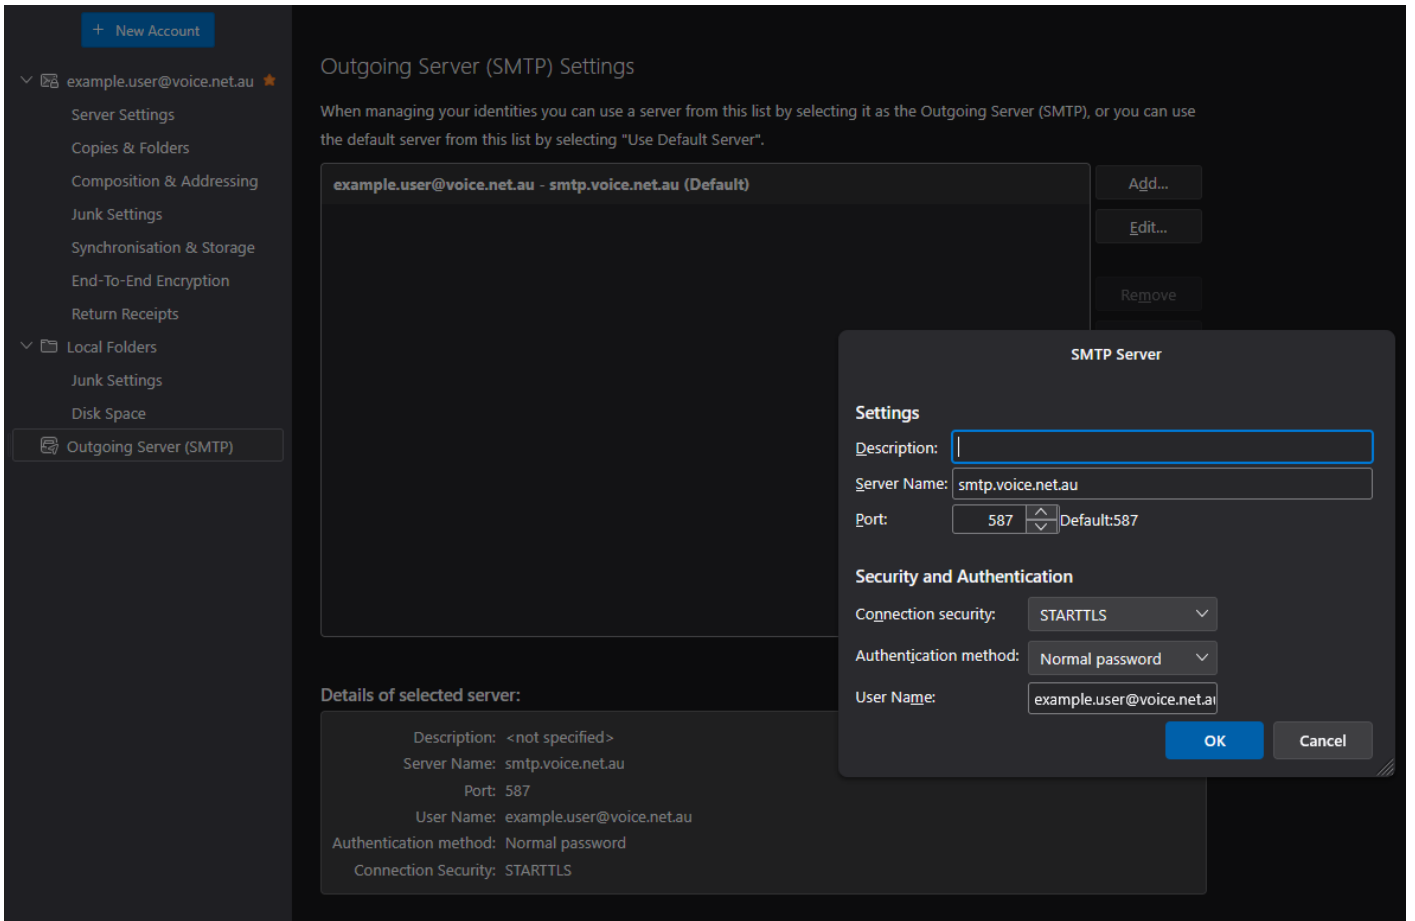 + New Account
example.user@voice.net.au
Server Settings
Copies & Folders
Composition & Addressing
Junk Settings
Synchronisation & Storage
End-To-End Encryption
Return Receipts
Local Folders
Junk Settings
Disk Space
Outgoing Server (SMTP)
Outgoing Server (SMTP) Settings
When managing your identities you can use a server from this list by selecting it as the Outgoing Server (SMTP), or you can use
the default server from this list by selecting "Use Default Server".
example.user@voice.net.au - smtp.voice.net.au (Default)
Add...
Edit...
Remove
Details of selected server:
Description: <not specified>
Server Name: smtp.voice.net.au
Port: 587
User Name: example.user@voice.net.au
Authentication method: Normal password
Connection Security: STARTTLS
SMTP Server
Settings
Description:
Server Name: smtp.voice.net.au
Port: 587 Default:587
Security and Authentication
Connection security: STARTTLS
Authentication method: Normal password
User Name: example.user@voice.net.a
OK Cancel